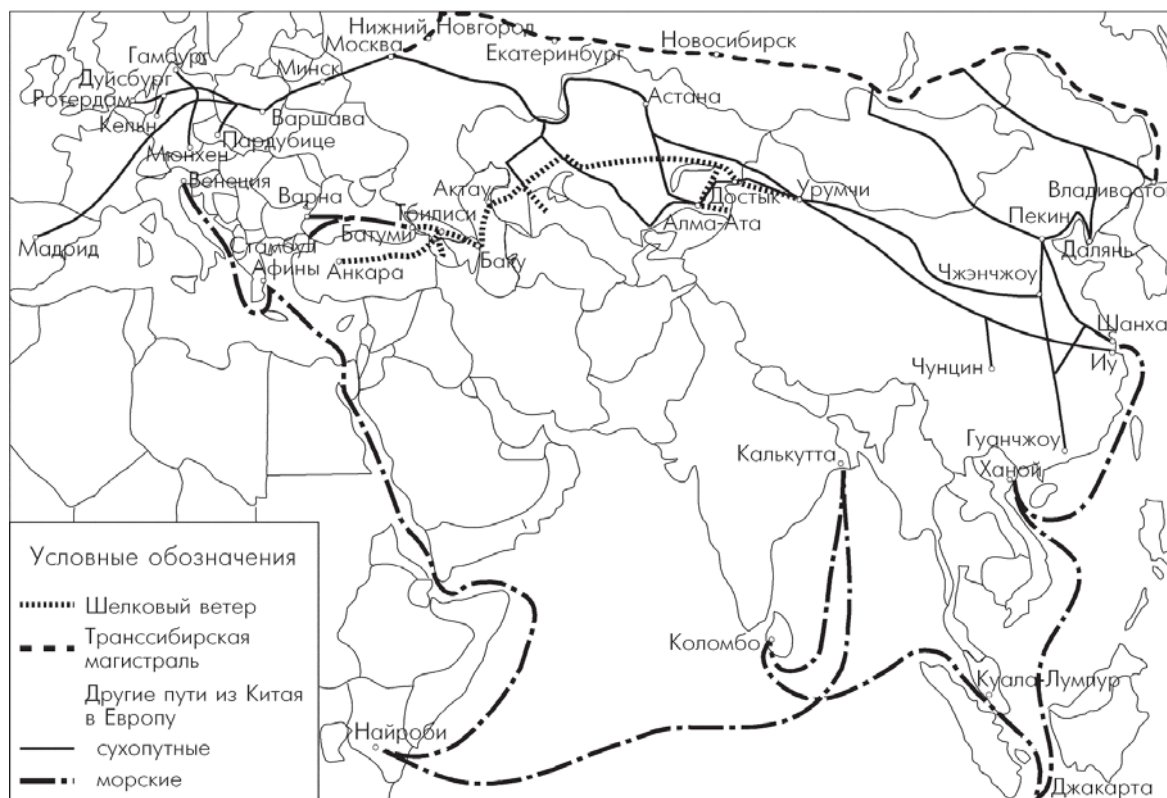 Нижний Новгород
Москва
Екатеринбург
Новосибирск
Гамбург
Дуйсбург
Минск
Ротердам
Варшава
Астана
Кельн
Пардубице
Мюнхен
Венеция
Варна
Актау
Тбилиси
Достык
Урумчи
Владивосто
Алма-Ата
Пекин
Мадрид
Стамбул
Батуми
Баку
Далянь
Афины
Анкара
Чжэнчжоу
Шанха
Иу
Чунцин
Гуанчжоу
Калькутта
Ханой
Коломбо
Куала-Лумпур
Найроби
Джакарта
Условные обозначения
Шелковый ветер
Транссибирская
магистраль
Другие пути из Китая
в Европу
сухопутные
морские